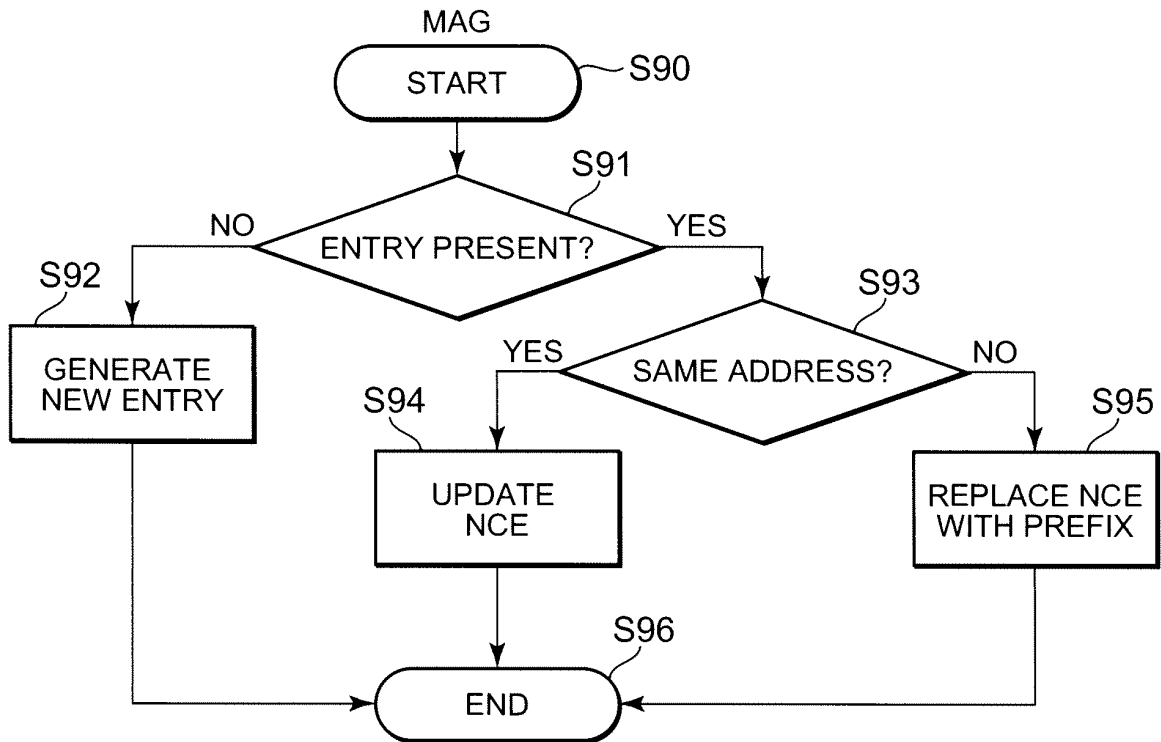 MAG
START
S90
S91
NO
ENTRY PRESENT?
YES
S92
GENERATE
NEW ENTRY
S93
YES
SAME ADDRESS?
NO
S94
UPDATE
NCE
S95
REPLACE NCE
WITH PREFIX
S96
END